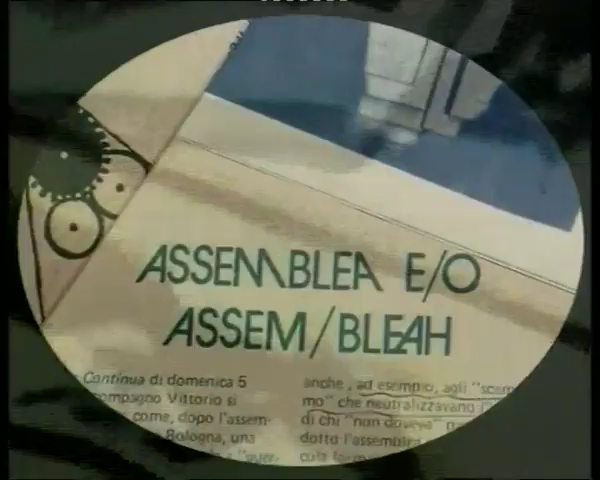 ASSEMBLEA E/O
ASSEM/BLEAH
Continua di domenica 5
compagno Vittorio si
come, dopo l'assem-
Bologna, una
anche, ad esempio, agli
mo" che neutralizzavano
di chi "non doveva"
dotto l'assemblea